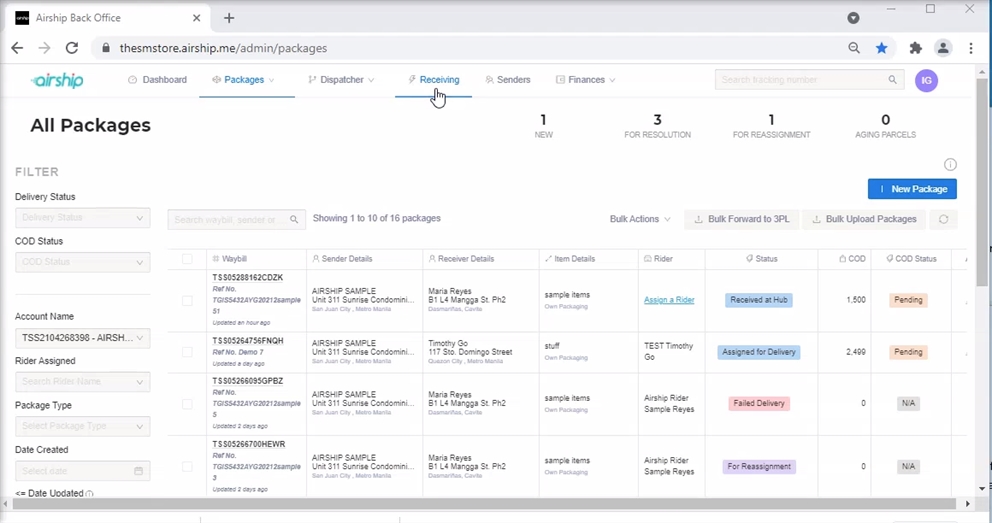 Airship Back Office
thesmstore.airship.me/admin/packages
airship
Dashboard
Packages
Dispatcher
Receiving
Senders
Finances
Search tracking number
IG
All Packages
1
NEW
3
FOR RESOLUTION
1
FOR REASSIGNMENT
0
AGING PARCELS
FILTER
New Package
Delivery Status
Delivery Status
Search waybill, sender or
Showing 1 to 10 of 16 packages
Bulk Actions
Bulk Forward to 3PL
Bulk Upload Packages
COD Status
COD Status
Account Name
TSS2104268398 - AIRSH...
Rider Assigned
Search Rider Name
Package Type
Select Package Type
Date Created
Select date
<= Date Updated
Waybill
Sender Details
Receiver Details
Item Details
Rider
Status
COD
COD Status
TSS05288162CDZK
Ref No.
TGIS5432AYG20212sample
51
Updated an hour ago
AIRSHIP SAMPLE
Unit 311 Sunrise Condomini...
San Juan City , Metro Manila
Maria Reyes
B1 L4 Mangga St. Ph2
Dasmariñas, Cavite
sample items
Own Packaging
Assign a Rider
Received at Hub
1,500
Pending
TSS05264756FNQH
Ref No. Demo 7
Updated a day ago
AIRSHIP SAMPLE
Unit 311 Sunrise Condomini...
San Juan City , Metro Manila
Timothy Go
117 Sto. Domingo Street
Quezon City , Metro Manila
stuff
Own Packaging
TEST Timothy
Go
Assigned for Delivery
2,499
Pending
TSS05266095GPBZ
Ref No.
TGIS5432AYG20212sample
5
Updated 2 days ago
AIRSHIP SAMPLE
Unit 311 Sunrise Condomini...
San Juan City , Metro Manila
Maria Reyes
B1 L4 Mangga St. Ph2
Dasmariñas, Cavite
sample items
Own Packaging
Airship Rider
Sample Reyes
Failed Delivery
0
N/A
TSS05266700HEWR
Ref No.
TGIS5432AYG20212sample
3
Updated 2 days ago
AIRSHIP SAMPLE
Unit 311 Sunrise Condomini...
San Juan City , Metro Manila
Maria Reyes
B1 L4 Mangga St. Ph2
Dasmariñas, Cavite
sample items
Own Packaging
Airship Rider
Sample Reyes
For Reassignment
0
N/A